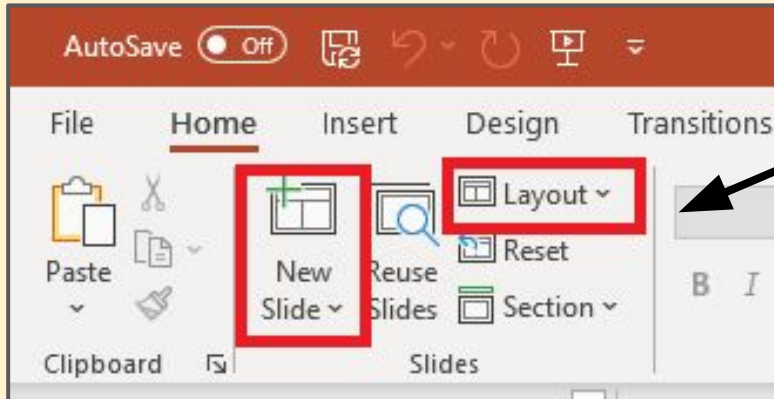 AutoSave Off
File Home Insert Design Transitions
Layout
Reset
Paste New Slide Reuse Slides Section
B I
Clipboard Slides